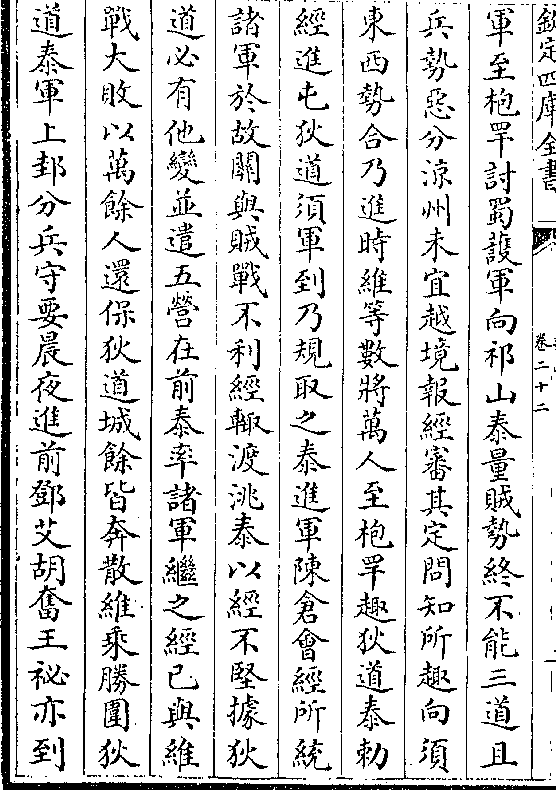 欽定四庫全書
卷二十二
軍至枹罕討蜀䕶軍向祁山泰量賊勢終不能三道且
兵勢惡分涼州未宜越境報經審其定問知所趣向須
東西勢合乃進時維等數將萬人至枹罕趣狄道泰勅
經進屯狄道須軍到乃規取之泰進軍陳倉會經所統
諸軍於故關與賊戰不利經輙渡洮泰以經不堅據狄
道必有他變並遣五營在前泰率諸軍繼之經已與維
戰大敗以萬餘人還保狄道城餘皆奔散維乘勝圍狄
道泰軍上邽分兵守要晨夜進前鄧艾胡奮王祕亦到